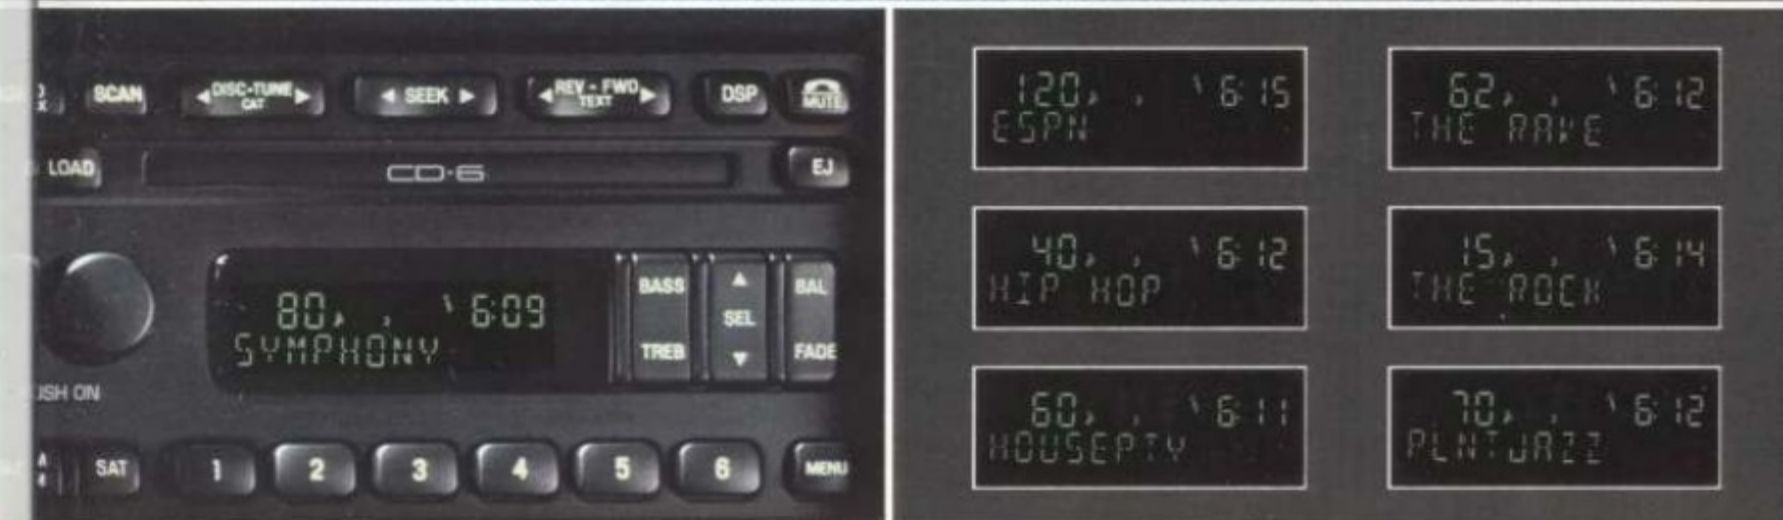 SCAN DISC-TUNE SEEK REV - FWD DSP
CAT TEXT MUTE
LOAD CD·6 EJ
80 6:09
SYMPHONY
BASS SEL BAL
TREB FADE
SAT 1 2 3 4 5 6 MENU
120 6:15
ESPN
62 6:12
THE RAVE
40 6:12
HIP HOP
15 6:14
THE ROCK
60 6:11
HOUSEPTY
70 6:12
PLNTJAZZ